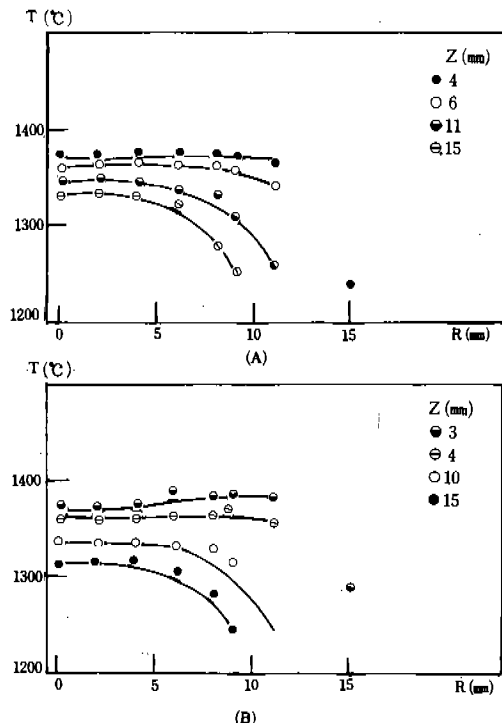 T (℃)
Z (mm)
● 4
○ 6
◒ 11
⊖ 15
1400
1300
1200
0 5 10 15 R (mm)
(A)
T (℃)
Z (mm)
◒ 3
⊖ 4
○ 10
● 15
1400
1300
1200
0 5 10 15 R (mm)
(B)